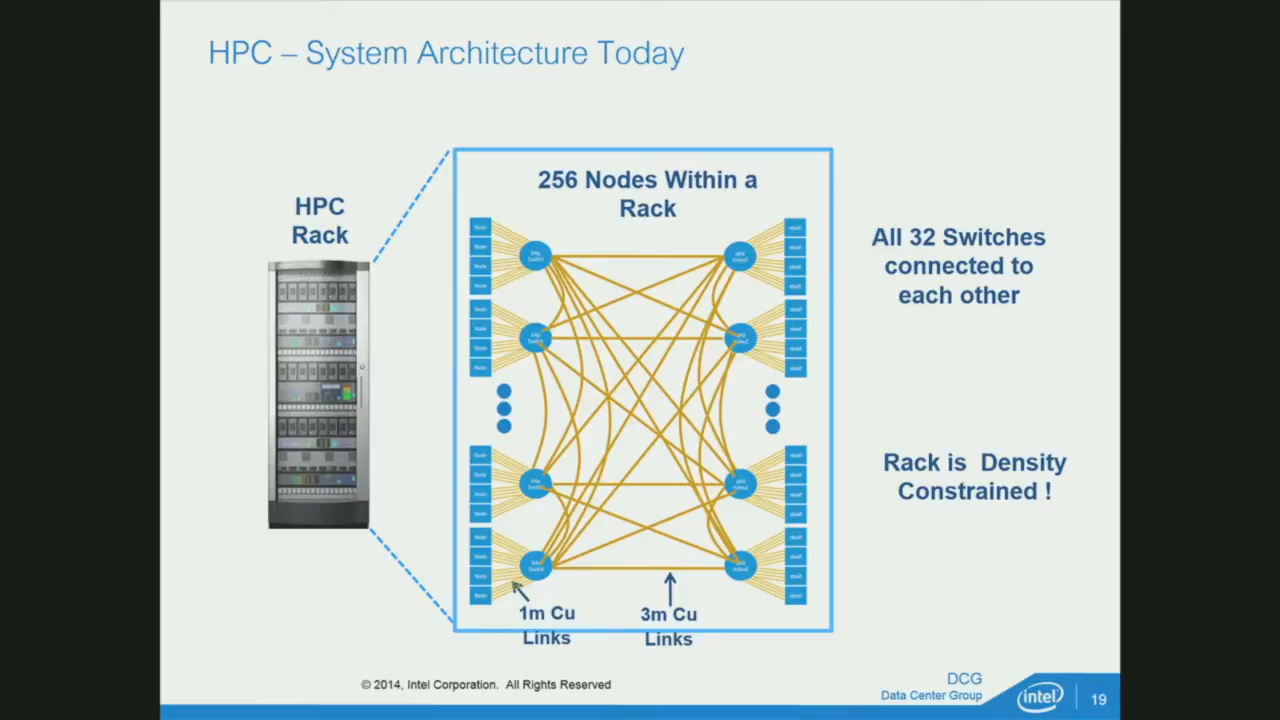 HPC – System Architecture Today
HPC
Rack
256 Nodes Within a
Rack
All 32 Switches
connected to
each other
Rack is Density
Constrained !
1m Cu
Links
3m Cu
Links
© 2014, Intel Corporation. All Rights Reserved
DCG
Data Center Group
intel
19